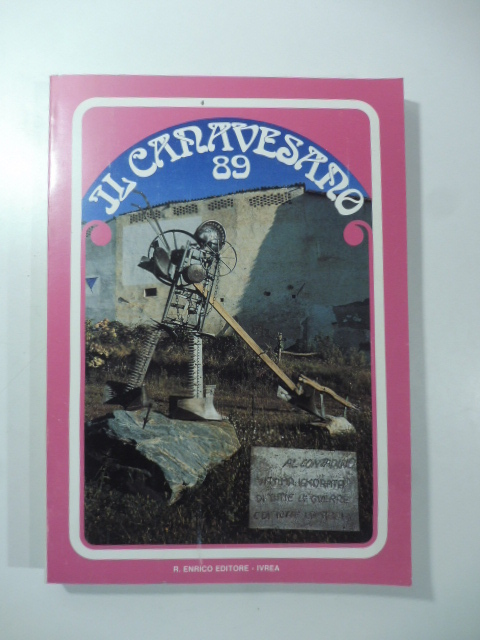 IL CANAVESANO
89
AL CONTADINO
VITTIMA IGNORATA
DI TUTTE LE GUERRE
R. ENRICO EDITORE - IVREA